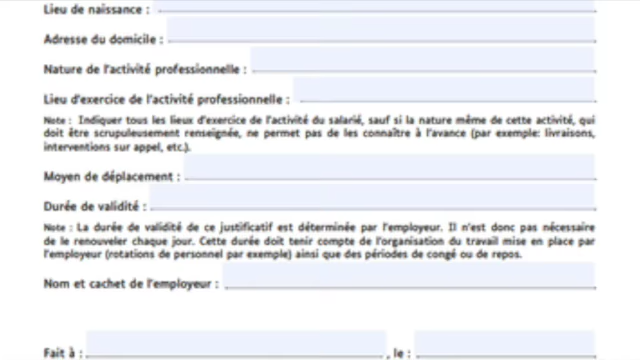 Lieu de naissance :
Adresse du domicile :
Nature de l'activité professionnelle :
Lieu d'exercice de l'activité professionnelle :
Note : Indiquer tous les lieux d'exercice de l'activité du salarié, sauf si la nature même de cette activité, qui
doit être scrupuleusement renseignée, ne permet pas de les connaître à l'avance (par exemple: livraisons,
interventions sur appel, etc.).
Moyen de déplacement :
Durée de validité :
Note : La durée de validité de ce justificatif est déterminée par l'employeur. Il n'est donc pas nécessaire
de le renouveler chaque jour. Cette durée doit tenir compte de l'organisation du travail mise en place par
l'employeur (rotations de personnel par exemple) ainsi que des périodes de congé ou de repos.
Nom et cachet de l'employeur :
Fait à : , le :